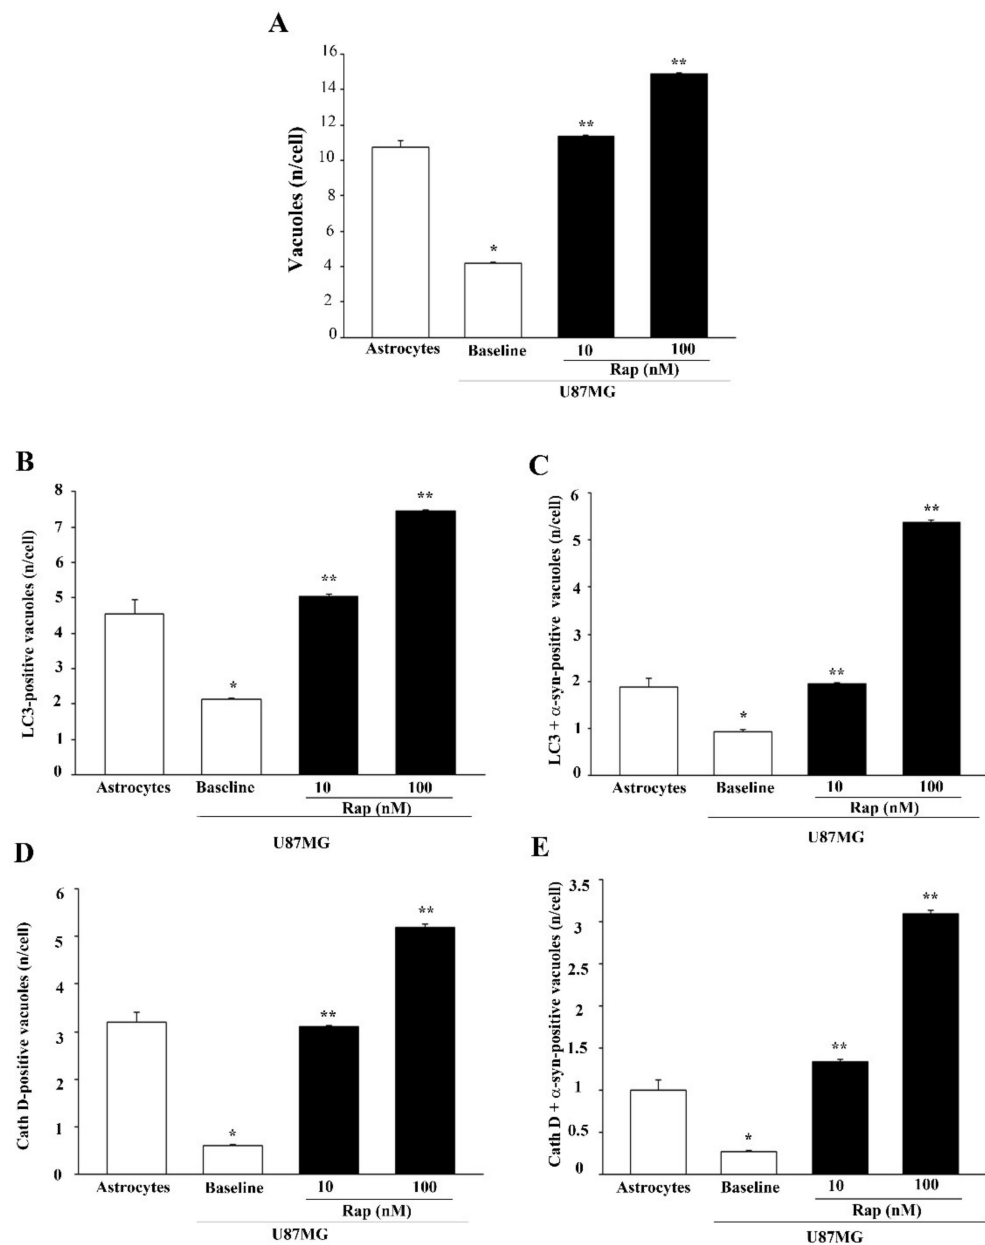 A
Vacuoles (n/cell)
16
14
12
10
8
6
4
2
0
*
**
**
Astrocytes Baseline 10 100
Rap (nM)
U87MG
B
LC3-positive vacuoles (n/cell)
8
7
6
5
4
3
2
1
0
*
**
**
Astrocytes Baseline 10 100
Rap (nM)
U87MG
C
LC3 + α-syn-positive vacuoles (n/cell)
6
5
4
3
2
1
0
*
**
**
Astrocytes Baseline 10 100
Rap (nM)
U87MG
D
Cath D-positive vacuoles (n/cell)
6
5
4
3
2
1
0
*
**
**
Astrocytes Baseline 10 100
Rap (nM)
U87MG
E
Cath D + α-syn-positive vacuoles (n/cell)
3.5
3
2.5
2
1.5
1
0.5
0
*
**
**
Astrocytes Baseline 10 100
Rap (nM)
U87MG